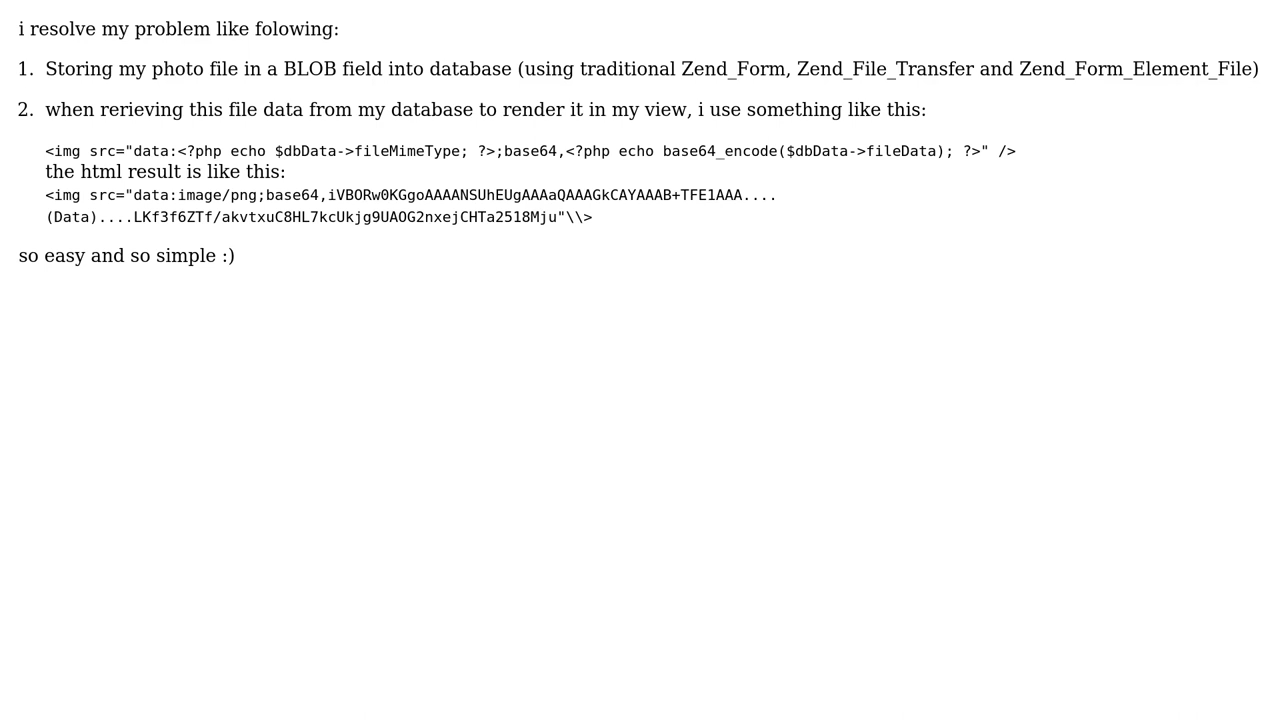 i resolve my problem like folowing:
1. Storing my photo file in a BLOB field into database (using traditional Zend_Form, Zend_File_Transfer and Zend_Form_Element_File)
2. when rerieving this file data from my database to render it in my view, i use something like this:
<img src="data:<?php echo $dbData->fileMimeType; ?>;base64,<?php echo base64_encode($dbData->fileData); ?>" />
the html result is like this:
<img src="data:image/png;base64,iVBORw0KGgoAAAANSUhEUgAAAaQAAAGkCAYAAAB+TFE1AAA....
(Data)....LKf3f6ZTf/akvtxuC8HL7kcUkjg9UAOG2nxejCHTa2518Mju"\\>
so easy and so simple :)